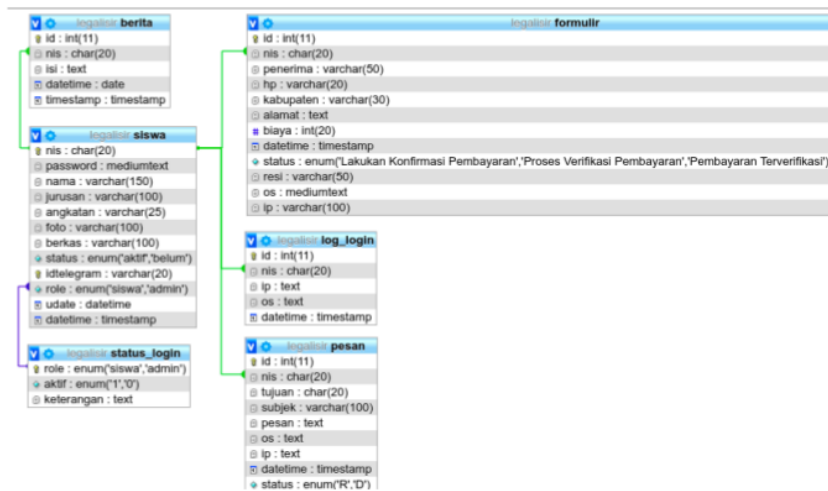 legalisir berita
id : int(11)
nis : char(20)
isi : text
datetime : date
timestamp : timestamp
legalisir siswa
nis : char(20)
password : mediumtext
nama : varchar(150)
jurusan : varchar(100)
angkatan : varchar(25)
foto : varchar(100)
berkas : varchar(100)
status : enum('aktif','belum')
idtelegram : varchar(20)
role : enum('siswa','admin')
udate : datetime
datetime : timestamp
legalisir status_login
role : enum('siswa','admin')
aktif : enum('1','0')
keterangan : text
legalisir formulir
id : int(11)
nis : char(20)
penerima : varchar(50)
hp : varchar(20)
kabupaten : varchar(30)
alamat : text
biaya : int(20)
datetime : timestamp
status : enum('Lakukan Konfirmasi Pembayaran','Proses Verifikasi Pembayaran','Pembayaran Terverifikasi')
resi : varchar(50)
os : mediumtext
ip : varchar(100)
legalisir log_login
id : int(11)
nis : char(20)
ip : text
os : text
datetime : timestamp
legalisir pesan
id : int(11)
nis : char(20)
tujuan : char(20)
subjek : varchar(100)
pesan : text
os : text
ip : text
datetime : timestamp
status : enum('R','D')